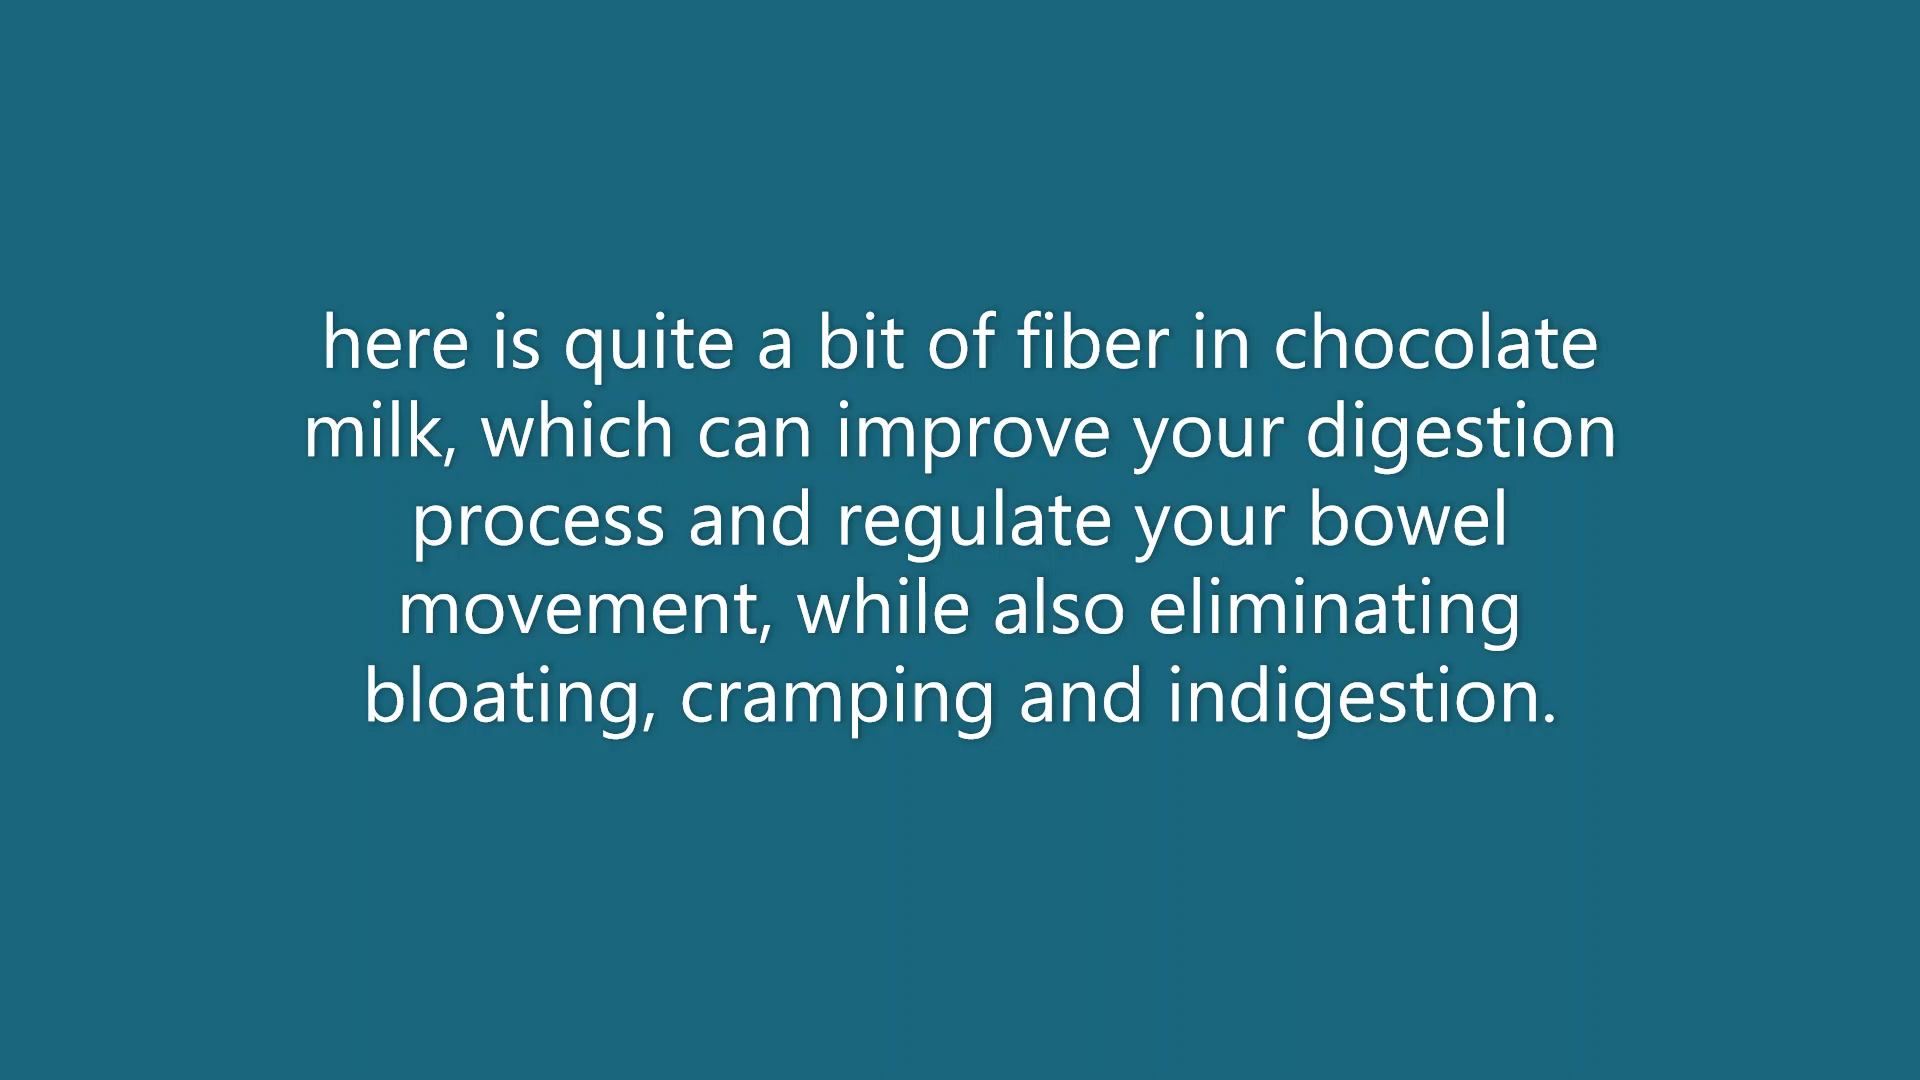 here is quite a bit of fiber in chocolate
milk, which can improve your digestion
process and regulate your bowel
movement, while also eliminating
bloating, cramping and indigestion.